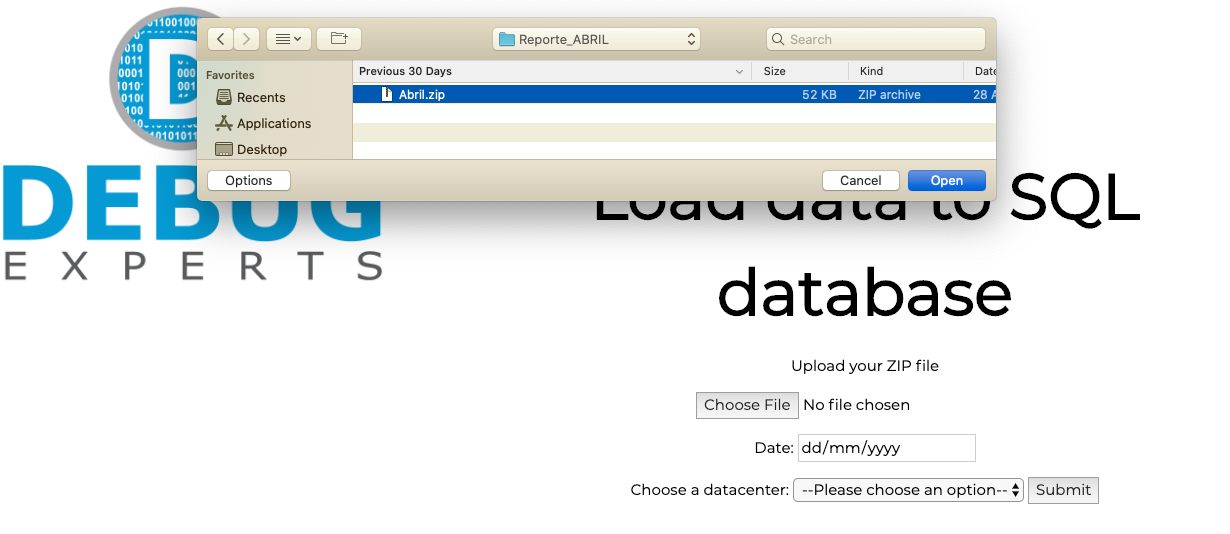 Reporte_ABRIL
Search
Favorites
Recents
Applications
Desktop
Previous 30 Days
Size
Kind
Abril.zip
52 KB
ZIP archive
28
Options
Cancel
Open
DEBUG
EXPERTS
Load data to SQL
database
Upload your ZIP file
Choose File No file chosen
Date: dd/mm/yyyy
Choose a datacenter: --Please choose an option-- Submit